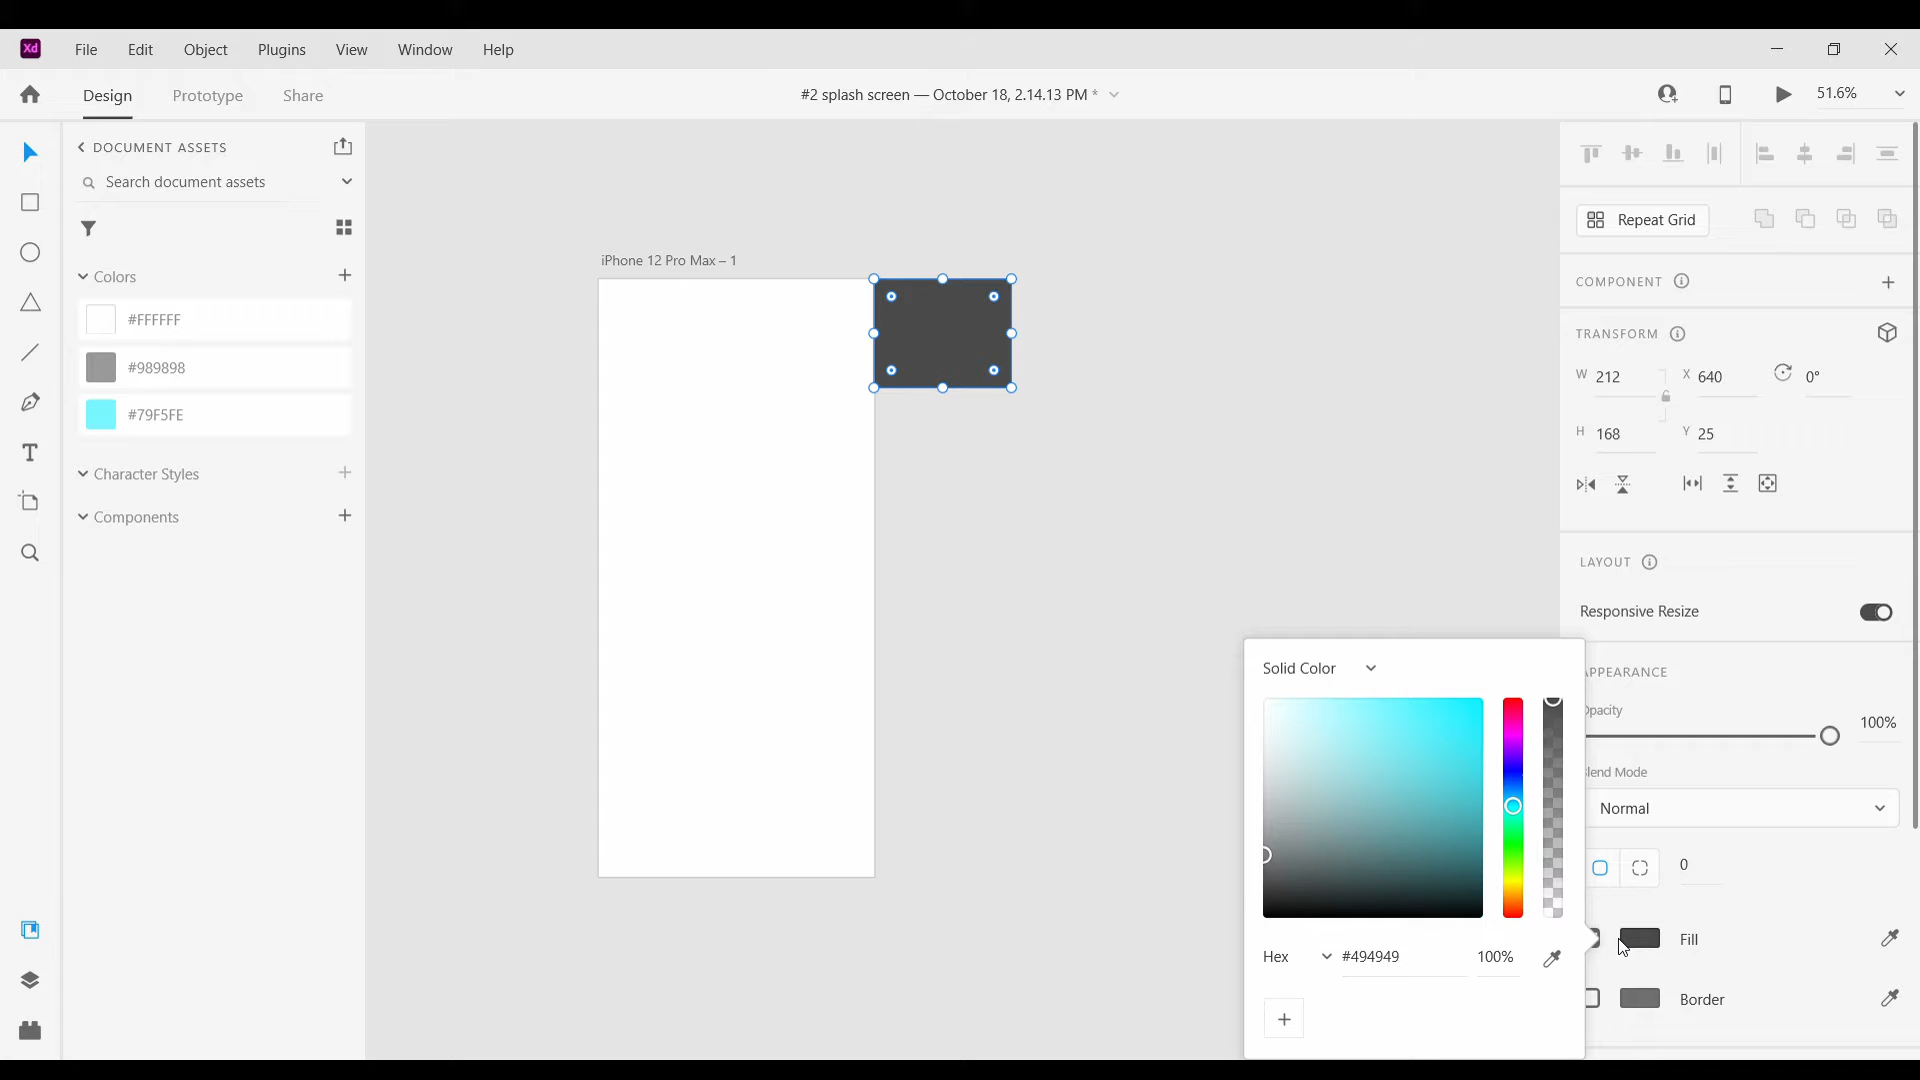 Xd File Edit Object Plugins View Window Help
Design Prototype Share
#2 splash screen — October 18, 2.14.13 PM *
51.6%
DOCUMENT ASSETS
Search document assets
Colors
#FFFFFF
#989898
#79F5FE
Character Styles
Components
iPhone 12 Pro Max – 1
Repeat Grid
COMPONENT
TRANSFORM
W 212 X 640 0°
H 168 Y 25
LAYOUT
Responsive Resize
PPEARANCE
pacity
100%
lend Mode
Normal
0
Fill
Border
Solid Color
Hex #494949 100%